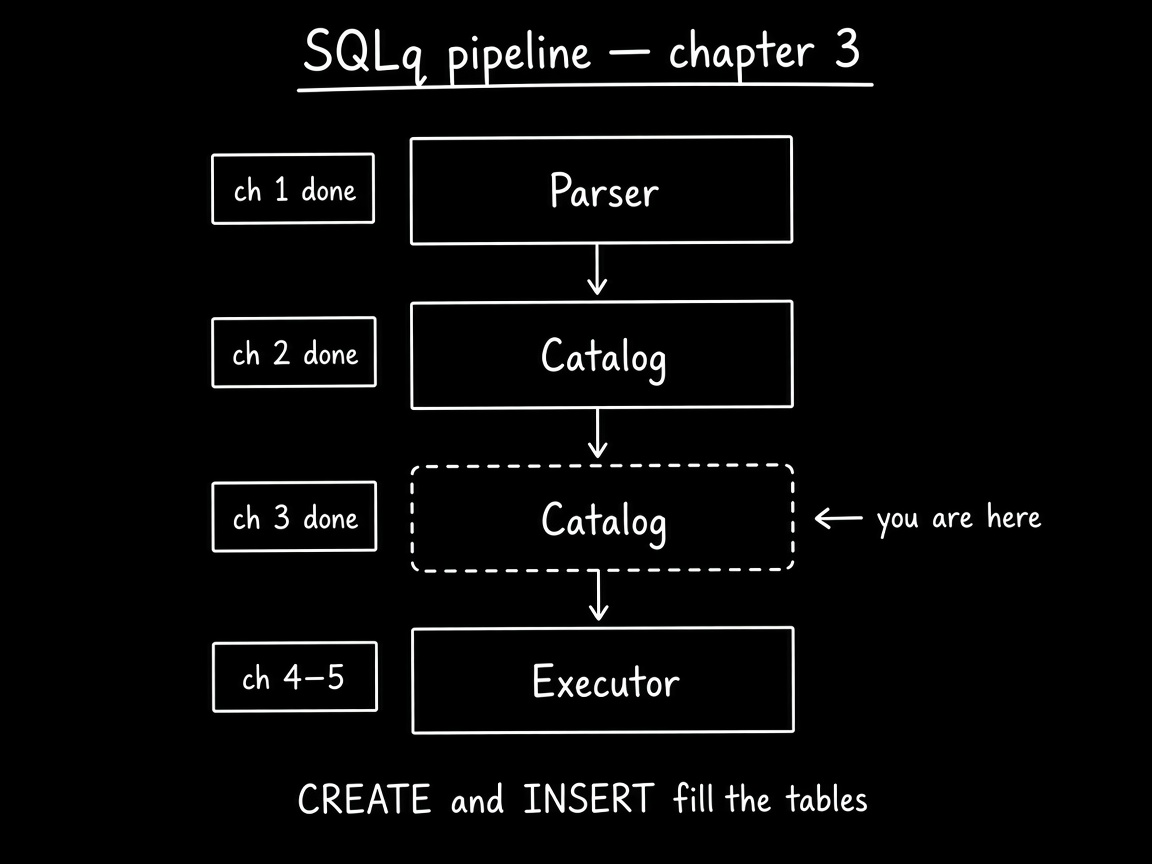 SQLq pipeline — chapter 3
ch 1 done
Parser
ch 2 done
Catalog
ch 3 done
Catalog
you are here
ch 4–5
Executor
CREATE and INSERT fill the tables